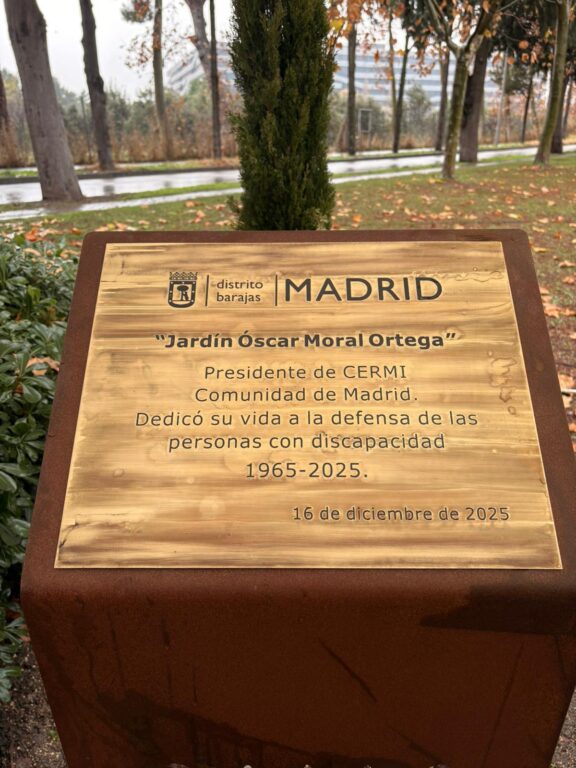 distrito
barajas
MADRID
"Jardín Óscar Moral Ortega"
Presidente de CERMI
Comunidad de Madrid.
Dedicó su vida a la defensa de las
personas con discapacidad
1965-2025.
16 de diciembre de 2025